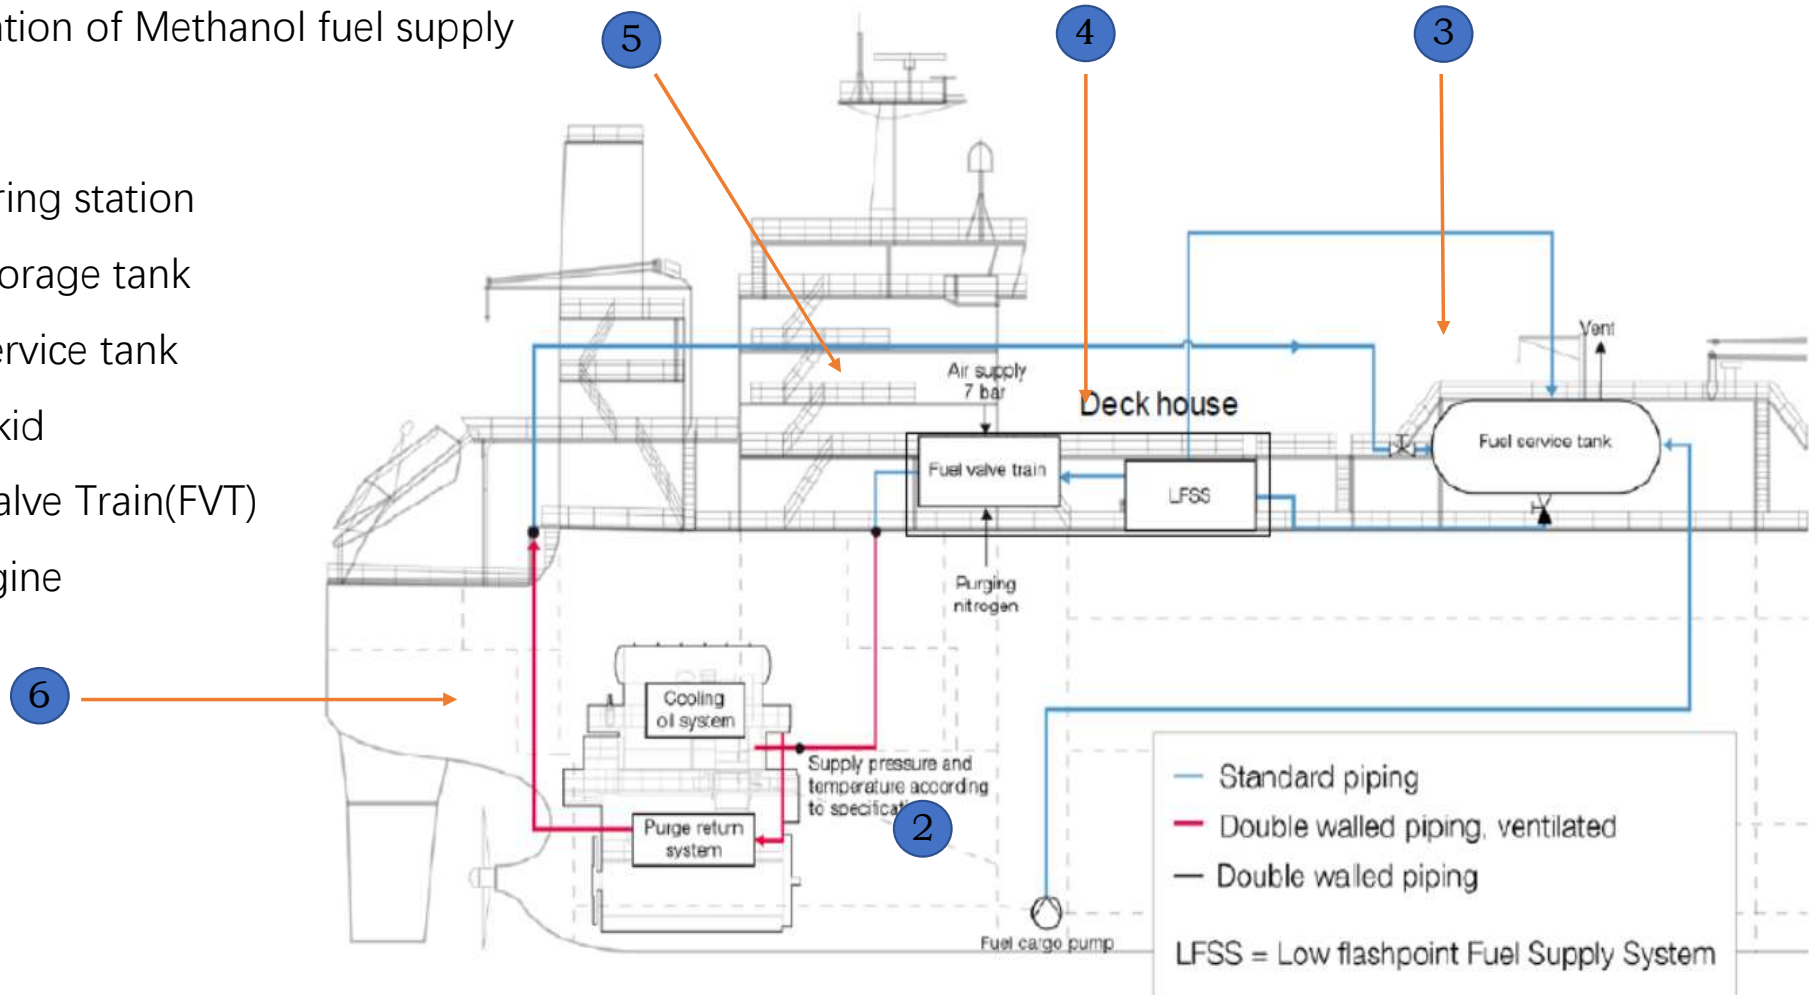 ation of Methanol fuel supply
ring station
orage tank
ervice tank
kid
alve Train(FVT)
gine
5
4
3
6
2
Vent
Air supply
7 bar
Deck house
Fuel service tank
Fuel valve train
LFSS
Purging
nitrogen
Cooling
oil system
Supply pressure and
temperature according
to specificati
Purge return
system
Fuel cargo pump
Standard piping
Double walled piping, ventilated
Double walled piping
LFSS = Low flashpoint Fuel Supply System